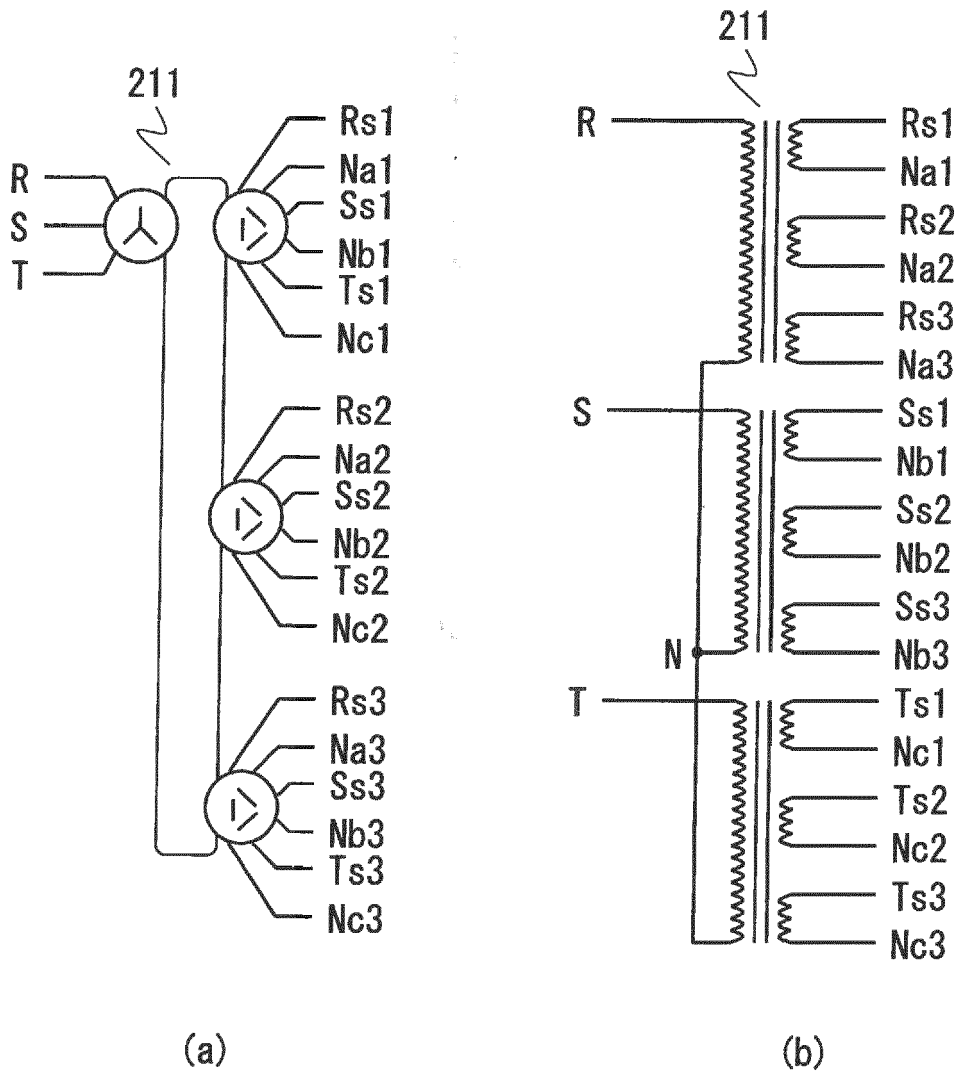 211
R
S
T
Rs1
Na1
Ss1
Nb1
Ts1
Nc1
Rs2
Na2
Ss2
Nb2
Ts2
Nc2
Rs3
Na3
Ss3
Nb3
Ts3
Nc3
(a)
211
R
S
N
T
Rs1
Na1
Rs2
Na2
Rs3
Na3
Ss1
Nb1
Ss2
Nb2
Ss3
Nb3
Ts1
Nc1
Ts2
Nc2
Ts3
Nc3
(b)